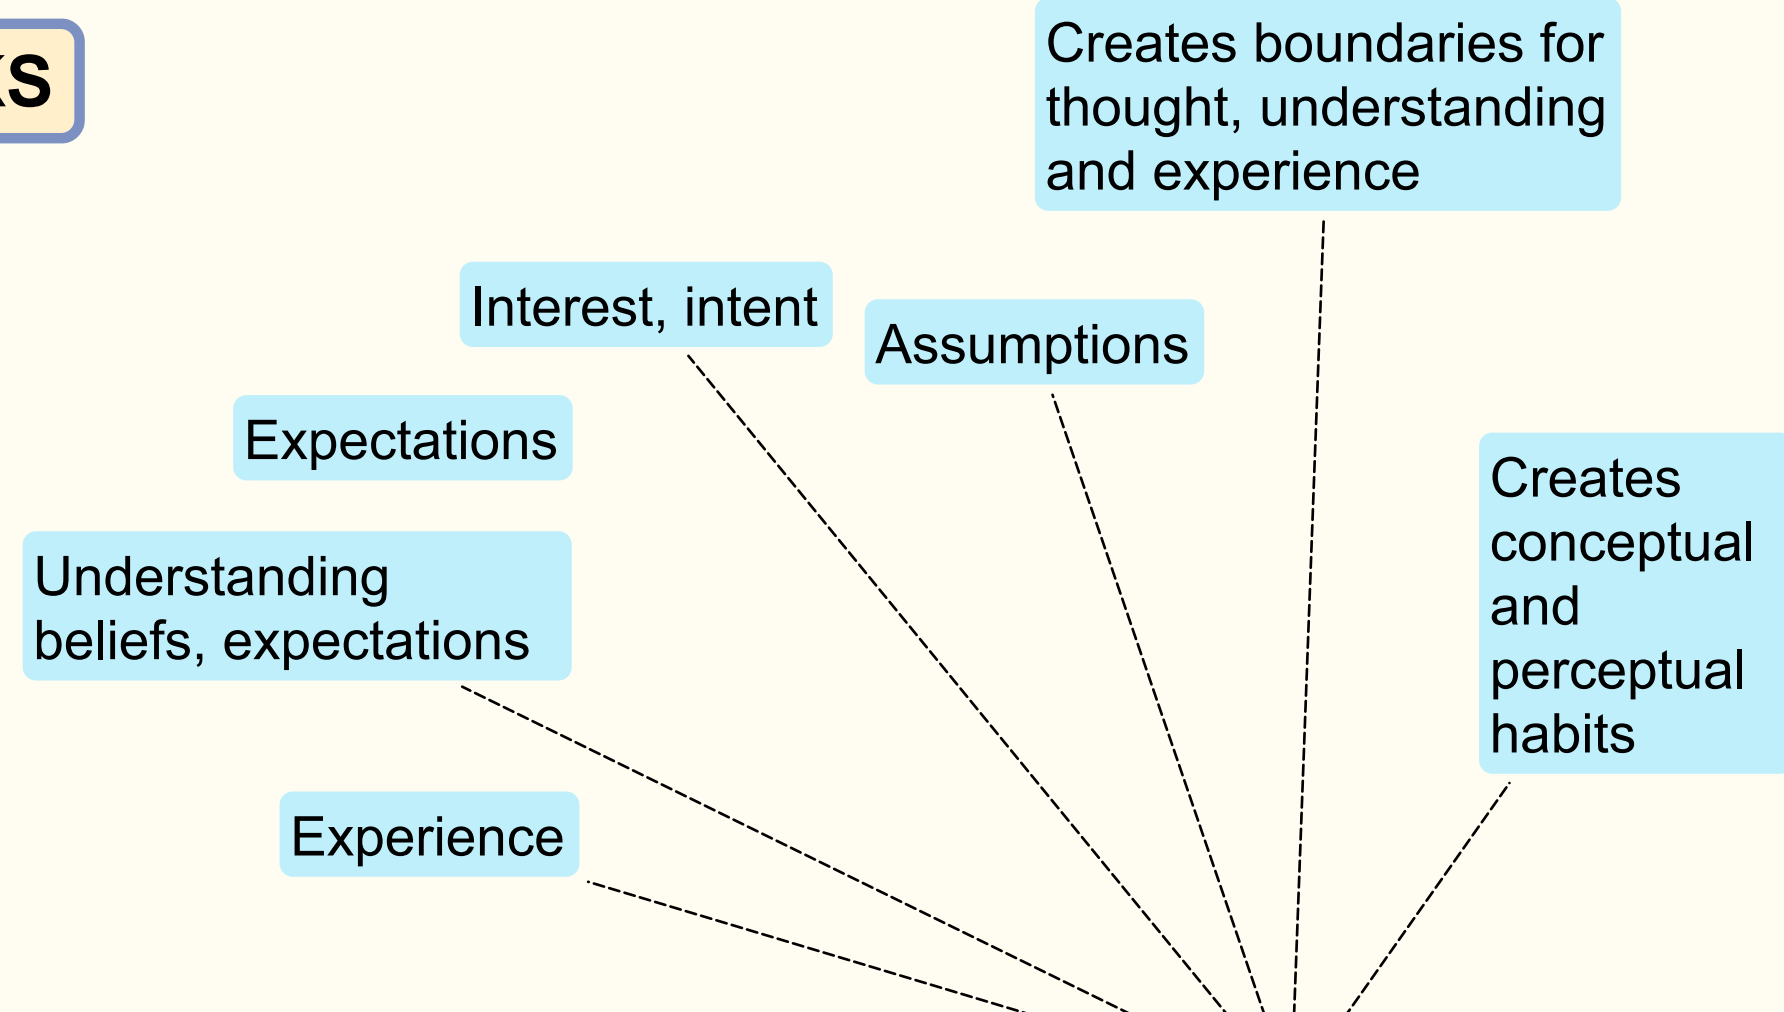 KS
Creates boundaries for
thought, understanding
and experience
Interest, intent
Assumptions
Expectations
Creates
conceptual
and
perceptual
habits
Understanding
beliefs, expectations
Experience